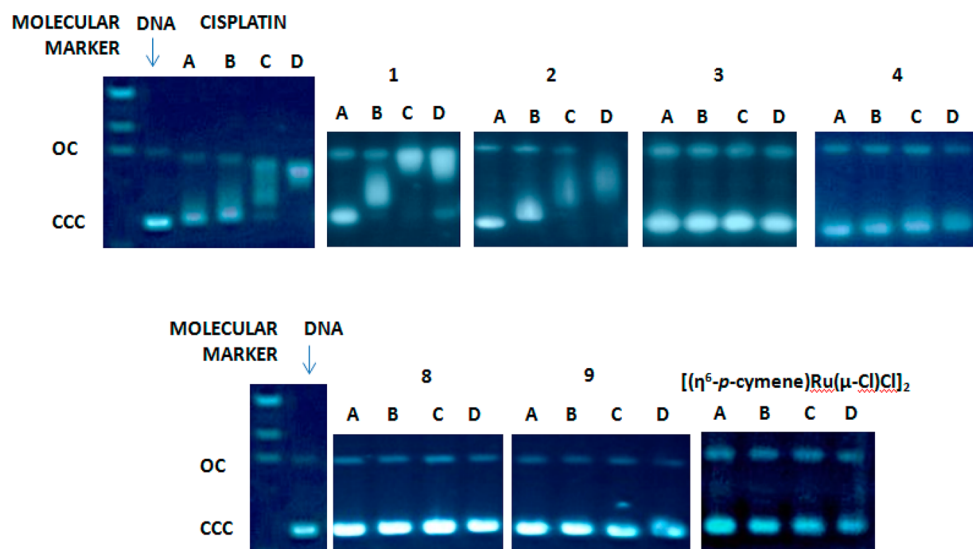 MOLECULAR MARKER
DNA
CISPLATIN
A B C D
1
A B C D
2
A B C D
3
A B C D
4
A B C D
OC
CCC
MOLECULAR MARKER
DNA
8
A B C D
9
A B C D
[(η⁶-p-cymene)Ru(μ-Cl)Cl]₂
A B C D
OC
CCC